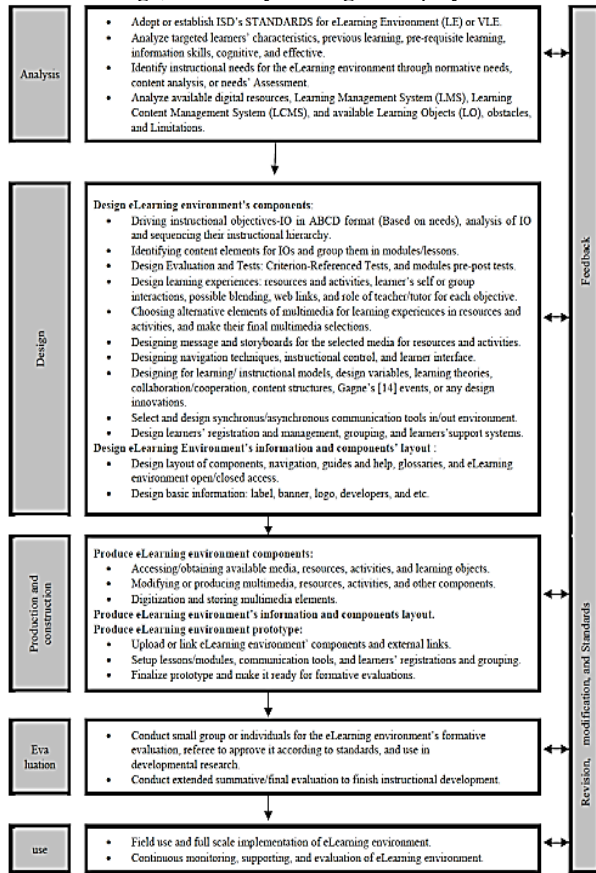 Analysis
• Adopt or establish ISD's STANDARDS for eLearning Environment (LE) or VLE.
• Analyze targeted learners' characteristics, previous learning, pre-requisite learning,
information skills, cognitive, and effective.
• Identify instructional needs for the eLearning environment through normative needs,
content analysis, or needs' Assessment.
• Analyze available digital resources, Learning Management System (LMS), Learning
Content Management System (LCMS), and available Learning Objects (LO), obstacles,
and Limitations.
Design
Design eLearning environment's components:
• Driving instructional objectives-IO in ABCD format (Based on needs), analysis of IO
and sequencing their instructional hierarchy.
• Identifying content elements for IOs and group them in modules/lessons.
• Design Evaluation and Tests: Criterion-Referenced Tests, and modules pre-post tests.
• Design learning experiences: resources and activities, learner's self or group
interactions, possible blending, web links, and role of teacher/tutor for each objective.
• Choosing alternative elements of multimedia for learning experiences in resources and
activities, and make their final multimedia selections.
• Designing message and storyboards for the selected media for resources and activities.
• Designing navigation techniques, instructional control, and learner interface.
• Designing for learning/ instructional models, design variables, learning theories,
collaboration/cooperation, content structures, Gagne's [14] events, or any design
innovations.
• Select and design synchronus/asynchronous communication tools in/out environment.
• Design learners' registration and management, grouping, and learners'support systems.
Design eLearning Environment's information and components' layout :
• Design layout of components, navigation, guides and help, glossaries, and eLearning
environment open/closed access.
• Design basic information: label, banner, logo, developers, and etc.
Production and
construction
Produce eLearning environment components:
• Accessing/obtaining available media, resources, activities, and learning objects.
• Modifying or producing multimedia, resources, activities, and other components.
• Digitization and storing multimedia elements.
Produce eLearning environment's information and components layout.
Produce eLearning environment prototype:
• Upload or link eLearning environment' components and external links.
• Setup lessons/modules, communication tools, and learners' registrations and grouping.
• Finalize prototype and make it ready for formative evaluations.
Eva
luation
• Conduct small group or individuals for the eLearning environment's formative
evaluation, referee to approve it according to standards, and use in
developmental research.
• Conduct extended summative/final evaluation to finish instructional development.
use
• Field use and full scale implementation of eLearning environment.
• Continuous monitoring, supporting, and evaluation of eLearning environment.
Feedback
Revision, modification, and Standards